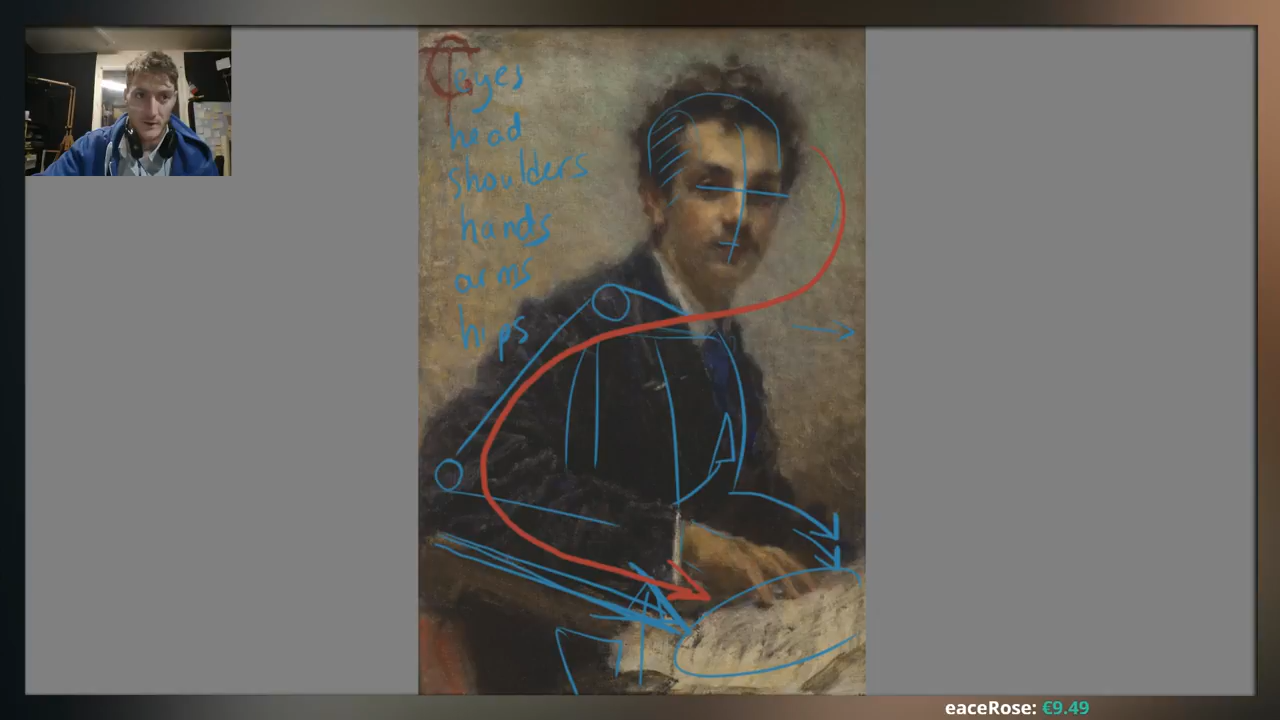 eyes
head
shoulders
hands
arms
hips
eaceRose: €9.49